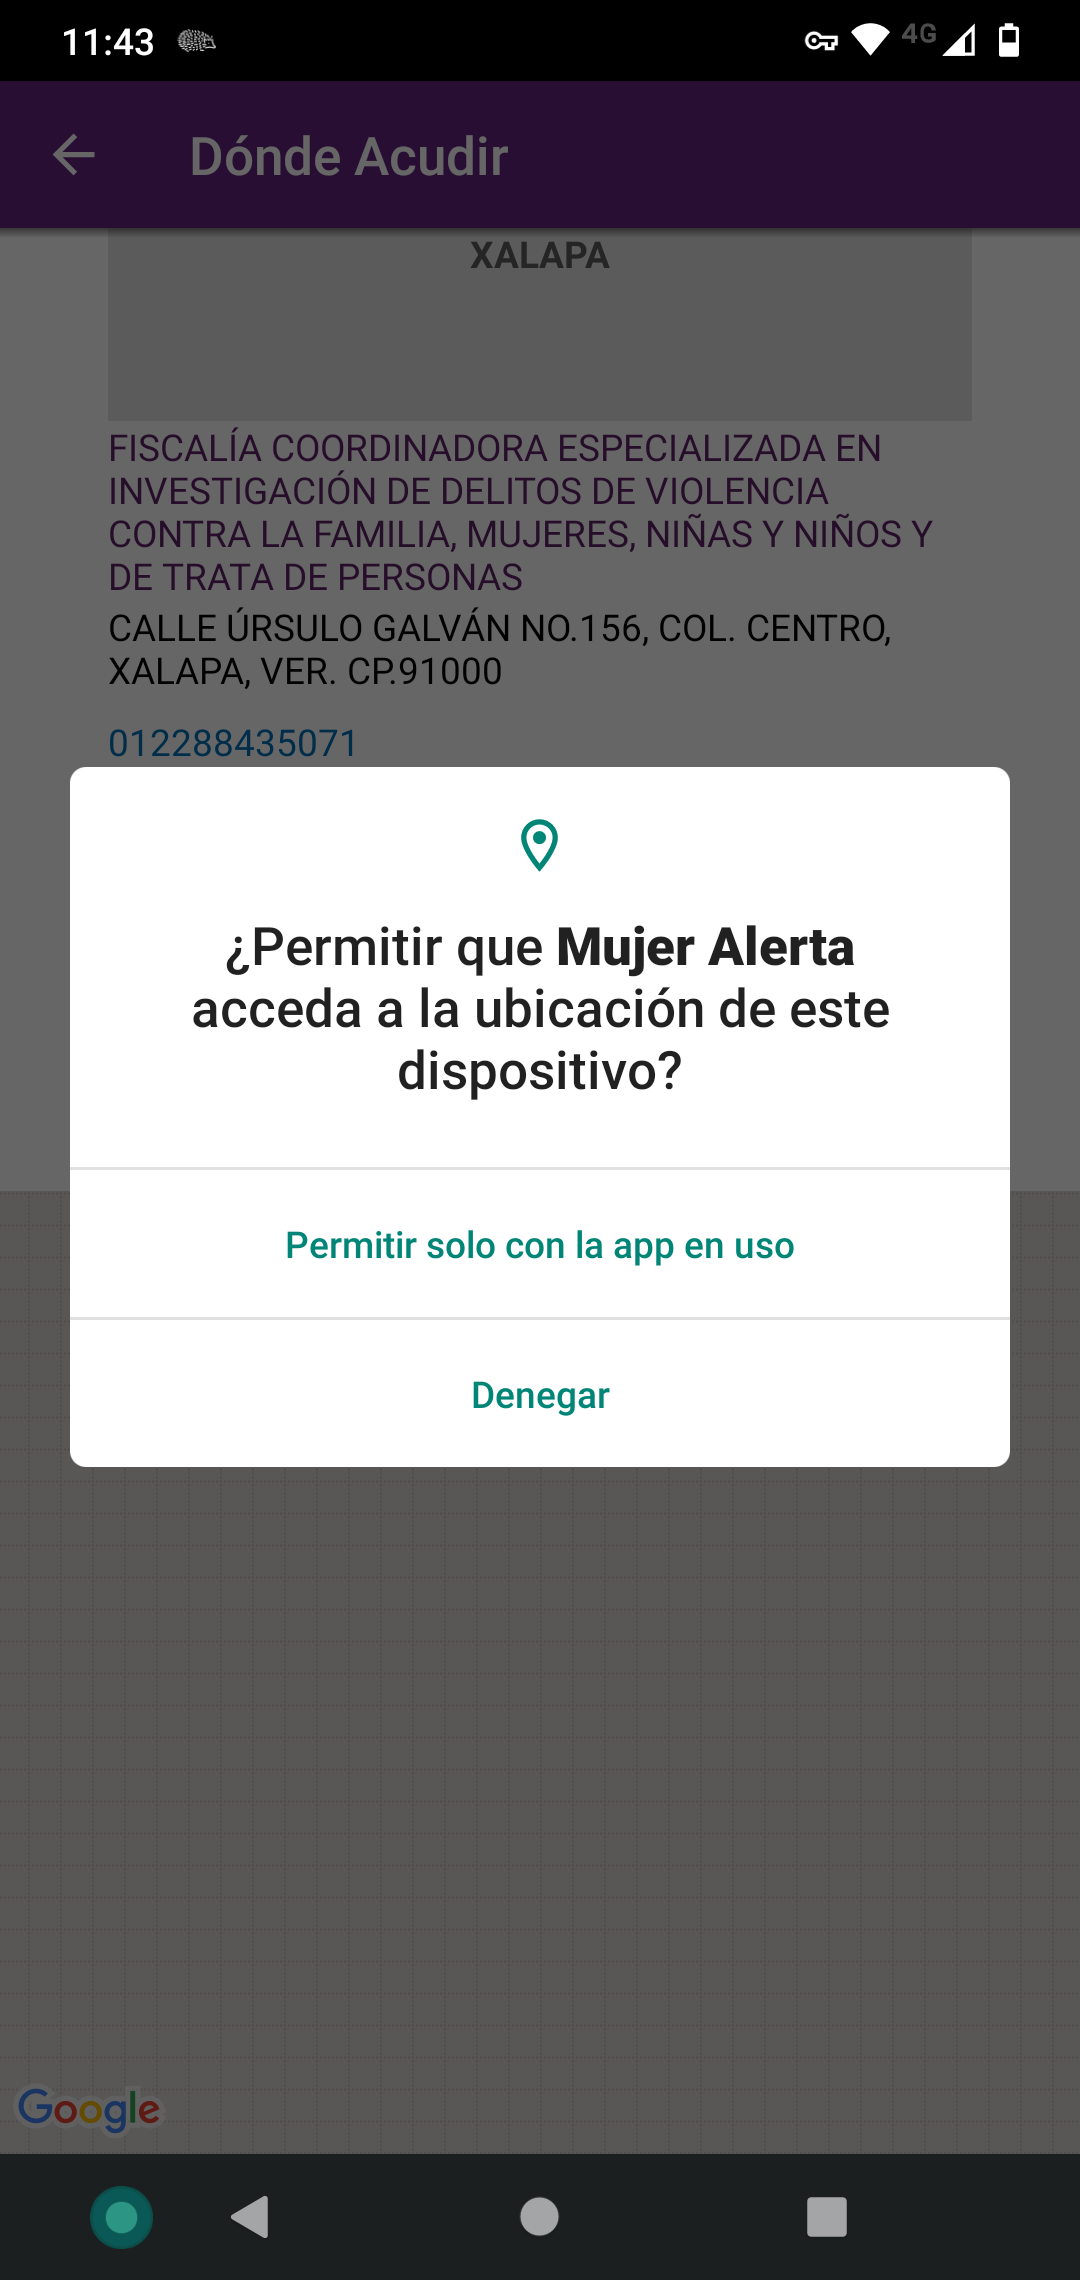 11:43
4G
Dónde Acudir
XALAPA
FISCALÍA COORDINADORA ESPECIALIZADA EN
INVESTIGACIÓN DE DELITOS DE VIOLENCIA
CONTRA LA FAMILIA, MUJERES, NIÑAS Y NIÑOS Y
DE TRATA DE PERSONAS
CALLE ÚRSULO GALVÁN NO.156, COL. CENTRO,
XALAPA, VER. CP.91000
012288435071
¿Permitir que Mujer Alerta
acceda a la ubicación de este
dispositivo?
Permitir solo con la app en uso
Denegar
Google